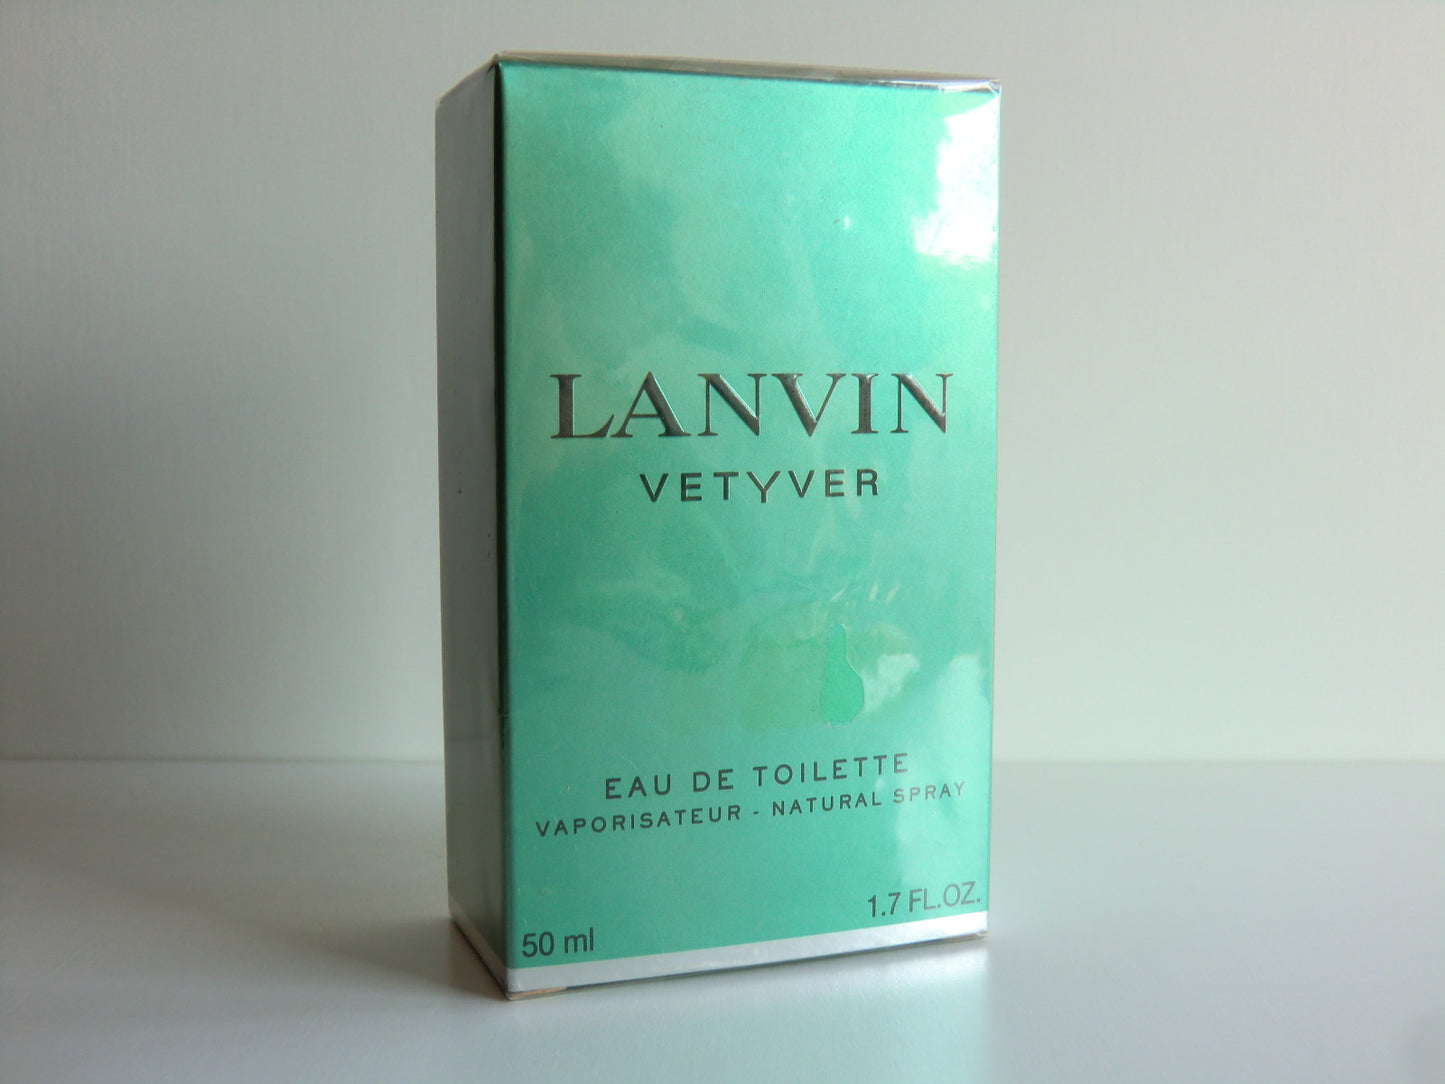 LANVIN
VETYVER
EAU DE TOILETTE
VAPORISATEUR - NATURAL SPRAY
1.7 FL.OZ.
50 ml